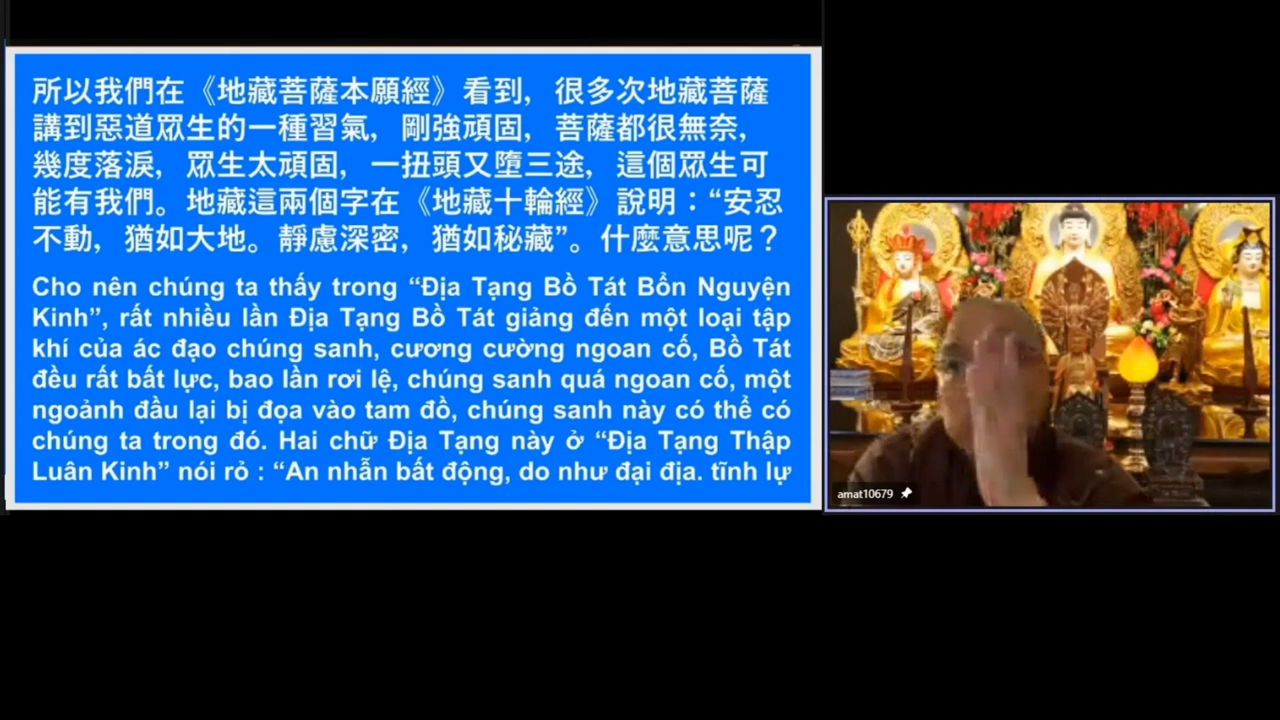 所以我們在《地藏菩薩本願經》看到，很多次地藏菩薩
講到惡道眾生的一種習氣，剛強頑固，菩薩都很無奈，
幾度落淚，眾生太頑固，一扭頭又墮三途，這個眾生可
能有我們。地藏這兩個字在《地藏十輪經》說明：“安忍
不動，猶如大地。靜慮深密，猶如秘藏”。什麼意思呢？
Cho nên chúng ta thấy trong “Địa Tạng Bồ Tát Bổn Nguyện
Kinh”, rất nhiều lần Địa Tạng Bồ Tát giảng đến một loại tập
khí của ác đạo chúng sanh, cương cường ngoan cố, Bồ Tát
đều rất bất lực, bao lần rơi lệ, chúng sanh quá ngoan cố, một
ngoảnh đầu lại bị đọa vào tam đồ, chúng sanh này có thể có
chúng ta trong đó. Hai chữ Địa Tạng này ở “Địa Tạng Thập
Luân Kinh” nói rỏ : “An nhẫn bất động, do như đại địa. tĩnh lự
amat10679